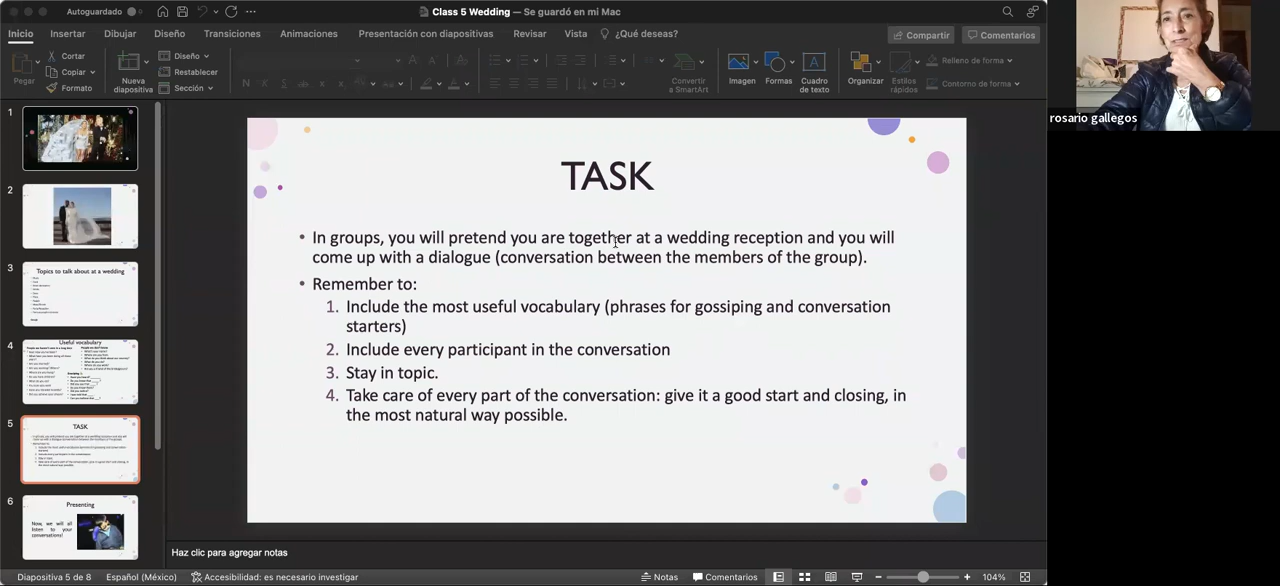 Autoguardado
Class 5 Wedding — Se guardó en mi Mac
Inicio Insertar Dibujar Diseño Transiciones Animaciones Presentación con diapositivas Revisar Vista ¿Qué deseas?
Compartir Comentarios
Pegar
Cortar
Copiar
Formato
Nueva diapositiva
Diseño
Restablecer
Sección
Convertir a SmartArt
Imagen
Formas
Cuadro de texto
Organizar
Estilos rápidos
Relleno de forma
Contorno de forma
rosario gallegos
1
2
3
Topics to talk about at a wedding
4
Useful vocabulary
5
TASK
6
Presenting
Now, we will all
listen to your
conversations!
TASK
• In groups, you will pretend you are together at a wedding reception and you will
come up with a dialogue (conversation between the members of the group).
• Remember to:
1. Include the most useful vocabulary (phrases for gossiping and conversation
starters)
2. Include every participant in the conversation
3. Stay in topic.
4. Take care of every part of the conversation: give it a good start and closing, in
the most natural way possible.
Haz clic para agregar notas
Diapositiva 5 de 8 Español (México) Accesibilidad: es necesario investigar Notas Comentarios 104%